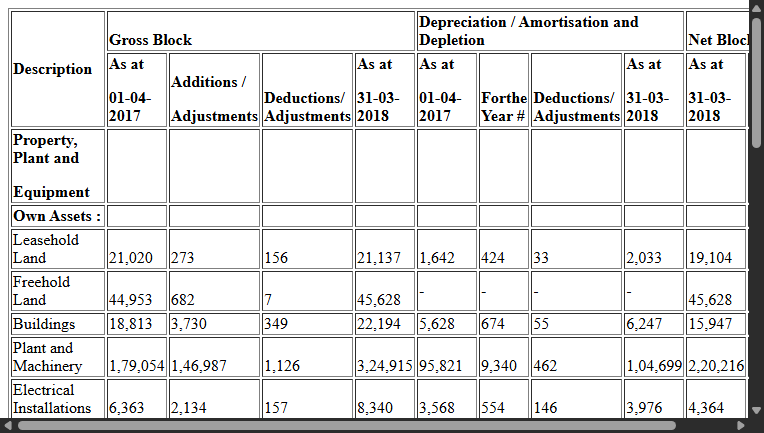 Description Gross Block Depreciation / Amortisation and Depletion Net Bloc
As at 01-04-2017 Additions / Adjustments Deductions/ Adjustments As at 31-03-2018 As at 01-04-2017 Forthe Year # Deductions/ Adjustments As at 31-03-2018 As at 31-03-2018
Property, Plant and Equipment
Own Assets :
Leasehold Land 21,020 273 156 21,137 1,642 424 33 2,033 19,104
Freehold Land 44,953 682 7 45,628 - - - - 45,628
Buildings 18,813 3,730 349 22,194 5,628 674 55 6,247 15,947
Plant and Machinery 1,79,054 1,46,987 1,126 3,24,915 95,821 9,340 462 1,04,699 2,20,216
Electrical Installations 6,363 2,134 157 8,340 3,568 554 146 3,976 4,364